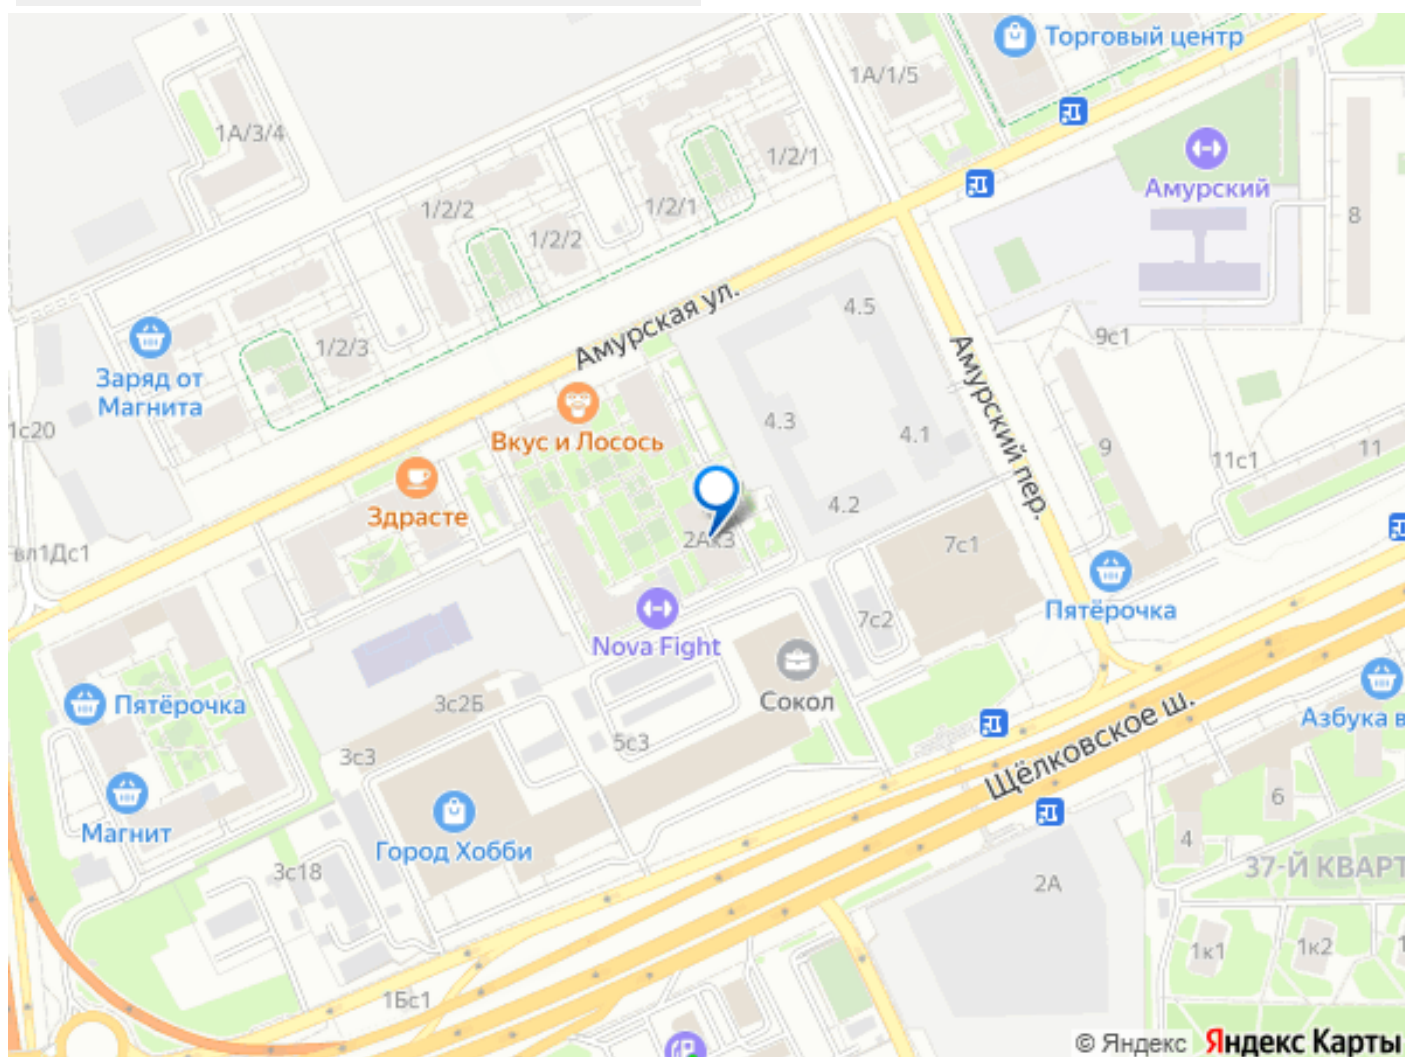 Торговый центр
1А/1/5
1А/3/4
1/2/1
Амурский
1/2/2
1/2/1
8
1/2/2
4.5
Амурская ул.
9с1
1/2/3
Заряд от
Магнита
Амурский пер.
Вкус и Лосось
4.3
4.1
1с20
9
11с1
11
Здрасте
4.2
2Ак3
7с1
вл1Дс1
Пятёрочка
7с2
Nova Fight
Сокол
Пятёрочка
3с2Б
5с3
3с3
Щёлковское ш.
Азбука в
6
Магнит
Город Хобби
4
37-Й КВАРТ
3с18
2А
1к1
1к2
1
1Бс1
© Яндекс Яндекс Карты